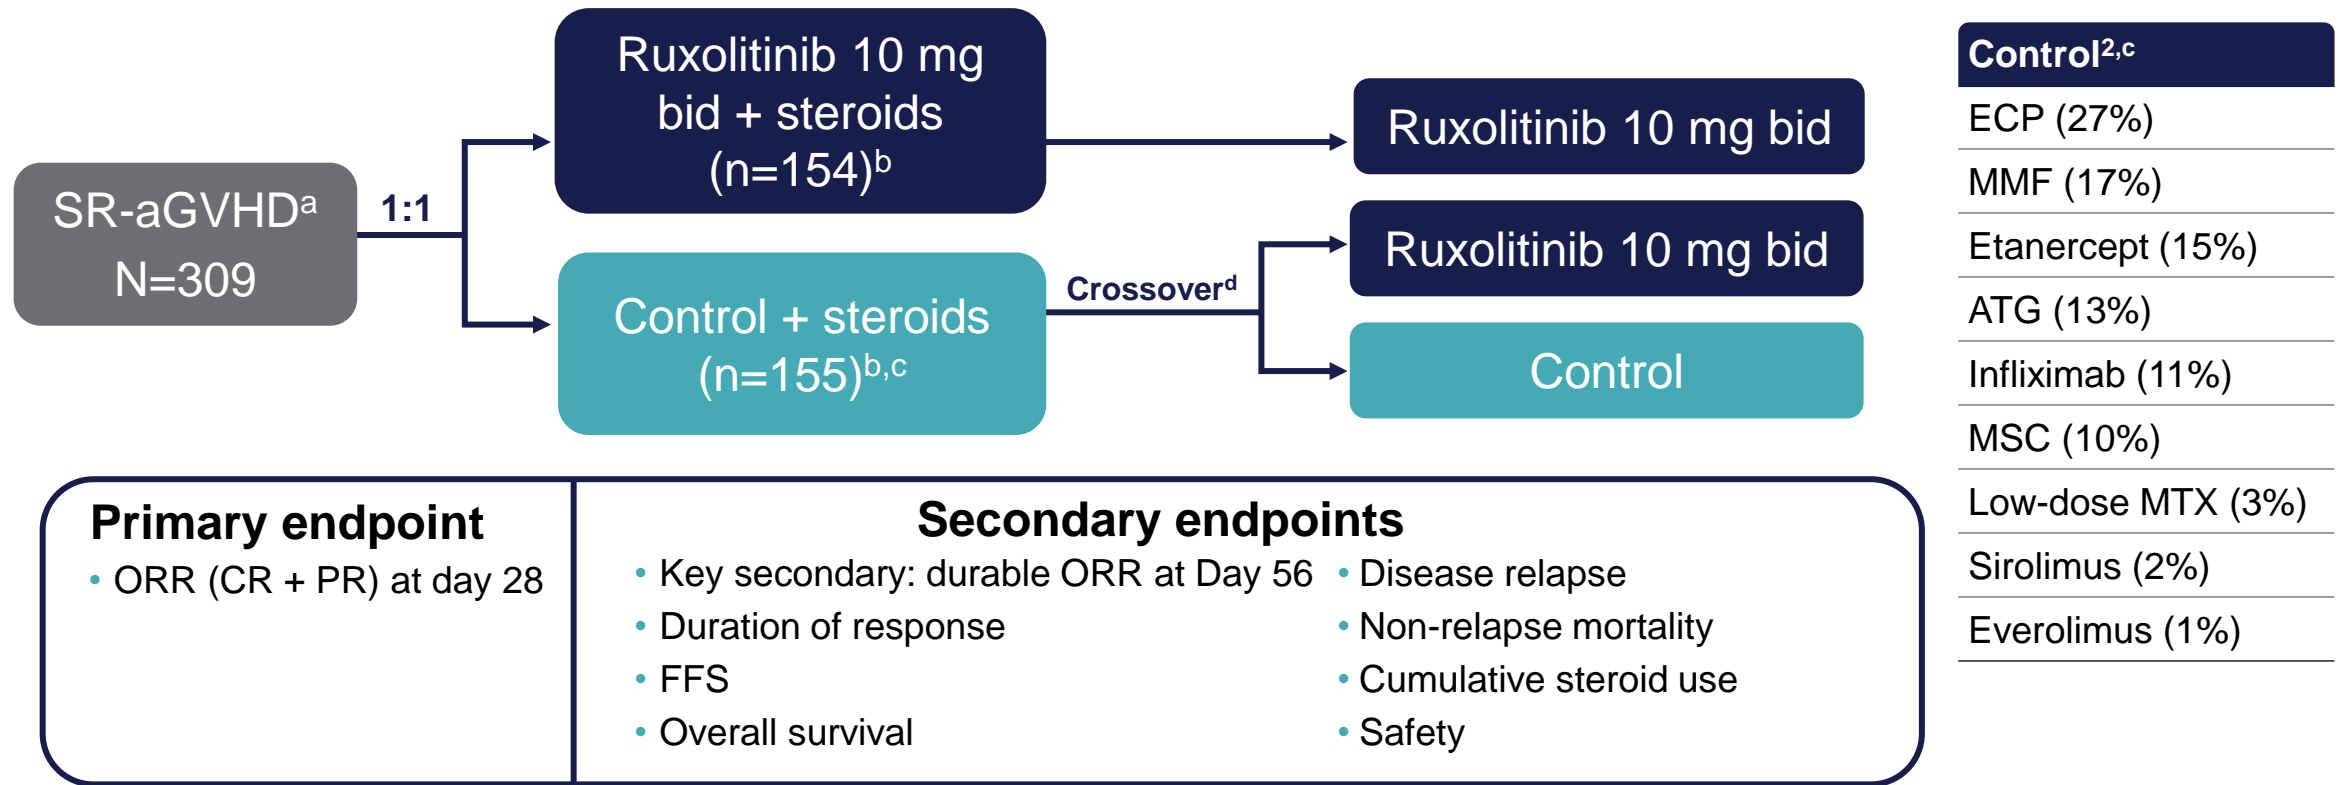 SR-aGVHDᵃ
N=309
1:1
Ruxolitinib 10 mg
bid + steroids
(n=154)ᵇ
Control + steroids
(n=155)ᵇ,ᶜ
Crossoverᵈ
Ruxolitinib 10 mg bid
Ruxolitinib 10 mg bid
Control
Control²,ᶜ
ECP (27%)
MMF (17%)
Etanercept (15%)
ATG (13%)
Infliximab (11%)
MSC (10%)
Low-dose MTX (3%)
Sirolimus (2%)
Everolimus (1%)
Primary endpoint
• ORR (CR + PR) at day 28
Secondary endpoints
• Key secondary: durable ORR at Day 56
• Duration of response
• FFS
• Overall survival
• Disease relapse
• Non-relapse mortality
• Cumulative steroid use
• Safety